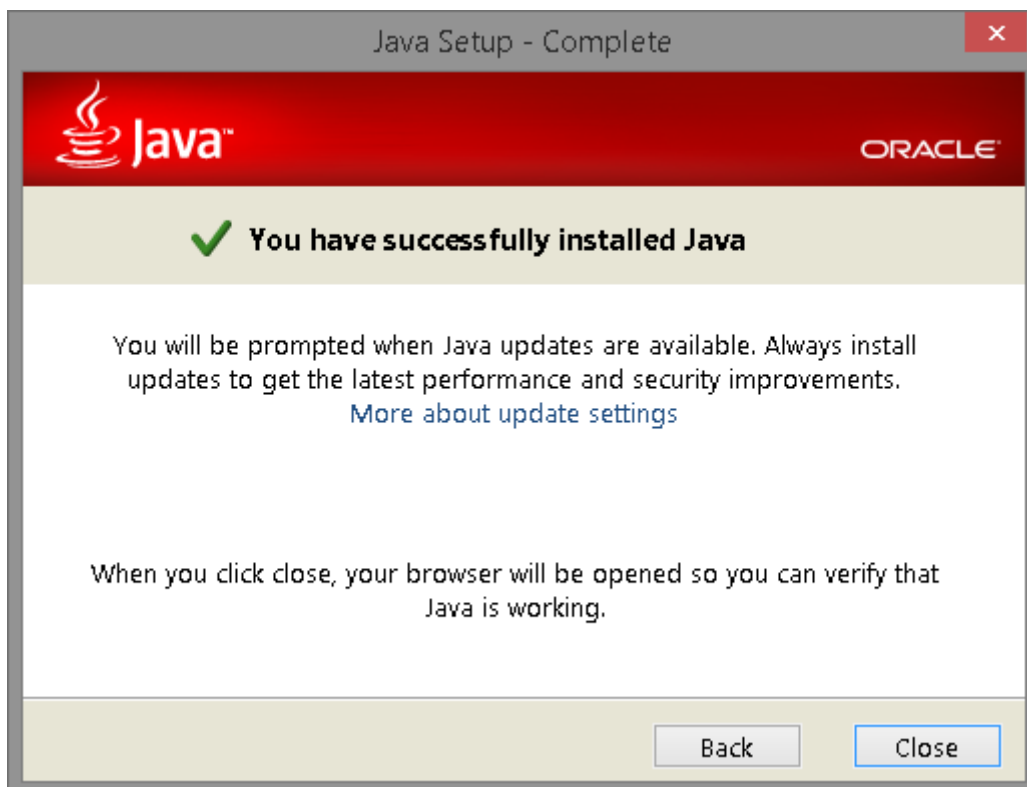 Java Setup - Complete
Java™
ORACLE®
You have successfully installed Java
You will be prompted when Java updates are available. Always install
updates to get the latest performance and security improvements.
More about update settings
When you click close, your browser will be opened so you can verify that
Java is working.
Back
Close